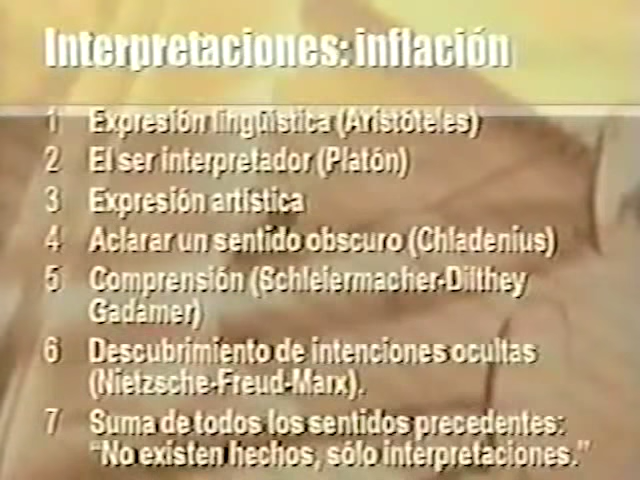 Interpretaciones: inflación
1 Expresión lingüística (Aristóteles)
2 El ser interpretador (Platón)
3 Expresión artística
4 Aclarar un sentido obscuro (Chladenius)
5 Comprensión (Schleiermacher-Dilthey
Gadamer)
6 Descubrimiento de intenciones ocultas
(Nietzsche-Freud-Marx).
7 Suma de todos los sentidos precedentes:
“No existen hechos, sólo interpretaciones.”